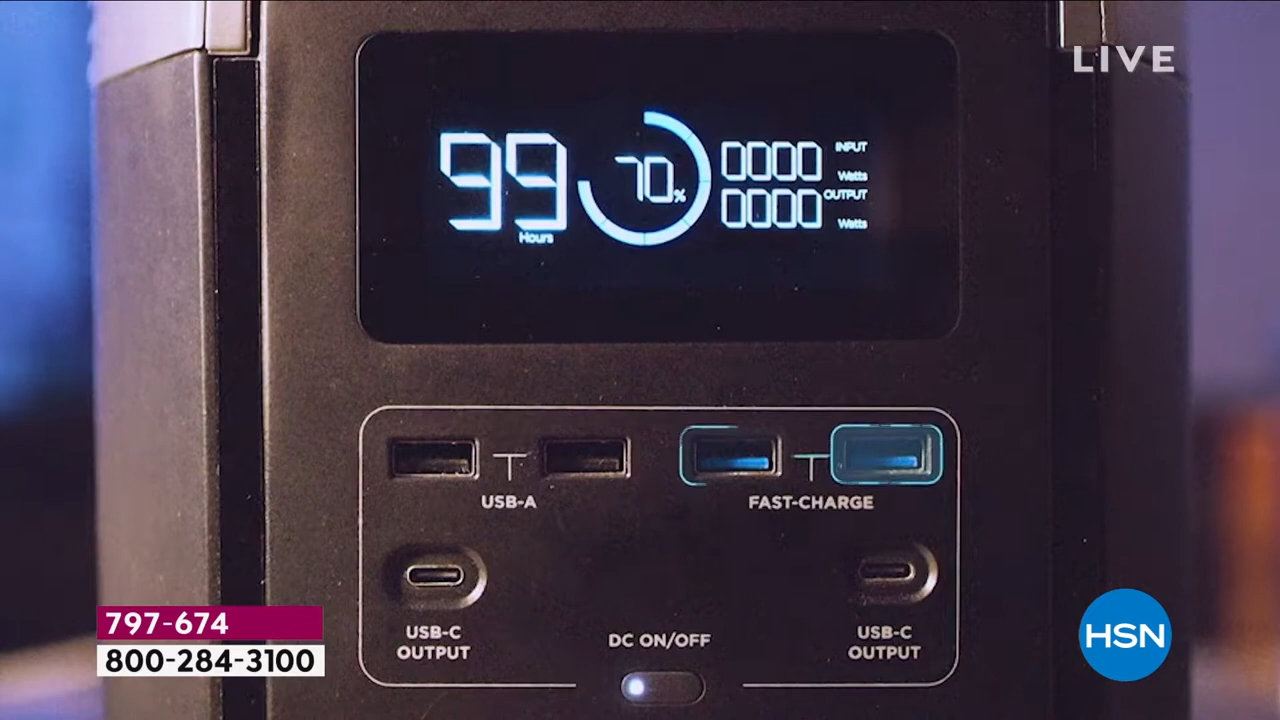 LIVE
99
Hours
70%
0000
INPUT
Watts
0000
OUTPUT
Watts
USB-A
FAST-CHARGE
USB-C
OUTPUT
DC ON/OFF
USB-C
OUTPUT
797-674
800-284-3100
HSN